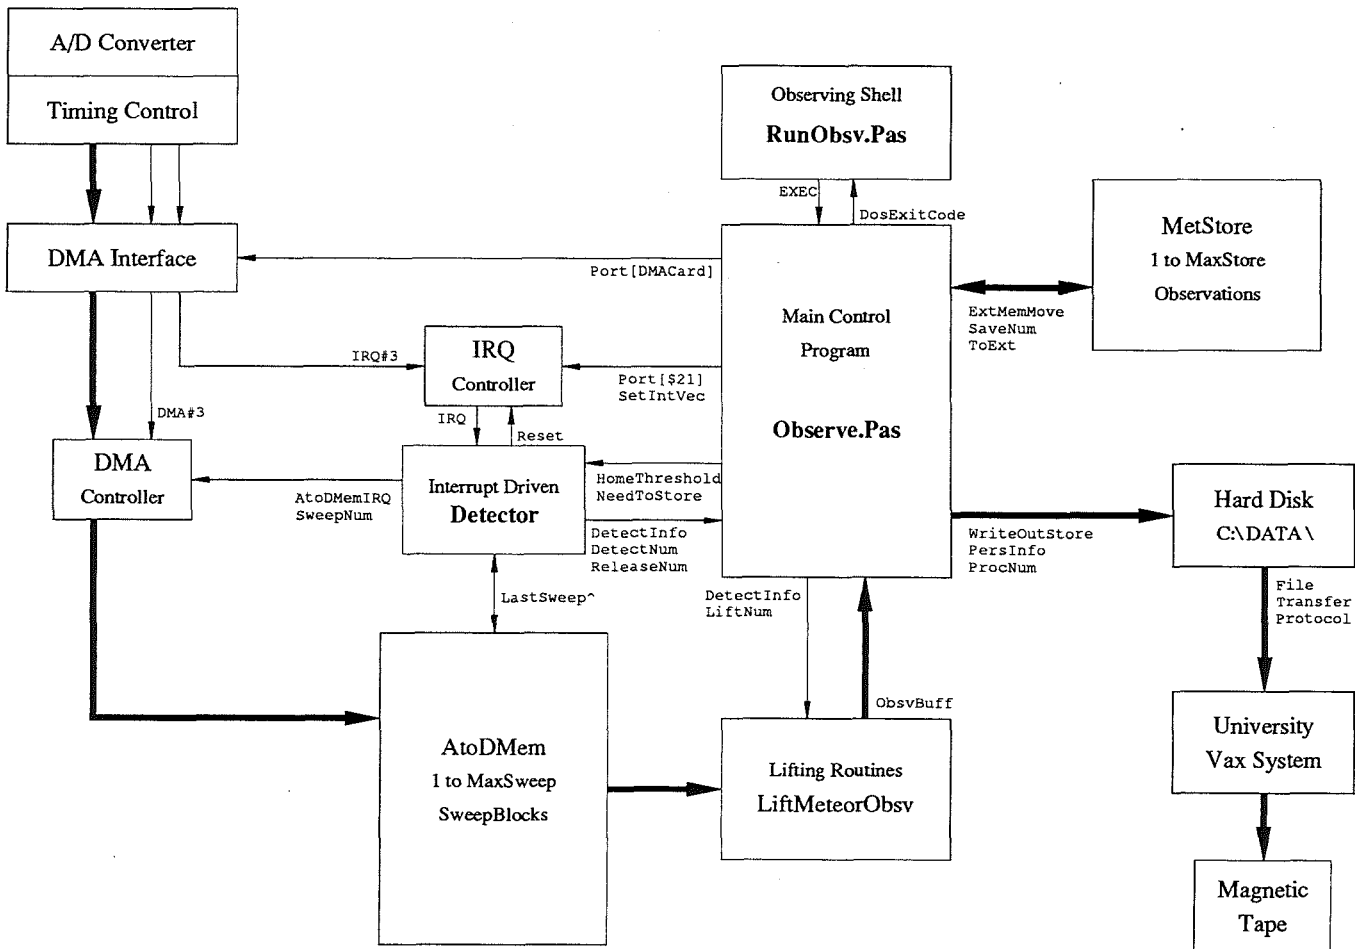 A/D Converter
Timing Control
Observing Shell
RunObsv.Pas
EXEC
DosExitCode
DMA Interface
Port[DMACard]
MetStore
1 to MaxStore
Observations
ExtMemMove
SaveNum
ToExt
Main Control
Program
Observe.Pas
IRQ#3
IRQ
Controller
Port[$21]
SetIntVec
DMA#3
IRQ
Reset
DMA
Controller
AtoDMemIRQ
SweepNum
Interrupt Driven
Detector
HomeThreshold
NeedToStore
DetectInfo
DetectNum
ReleaseNum
WriteOutStore
PersInfo
ProcNum
Hard Disk
C:\DATA\
File
Transfer
Protocol
LastSweep^
DetectInfo
LiftNum
ObsvBuff
AtoDMem
1 to MaxSweep
SweepBlocks
Lifting Routines
LiftMeteorObsv
University
Vax System
Magnetic
Tape